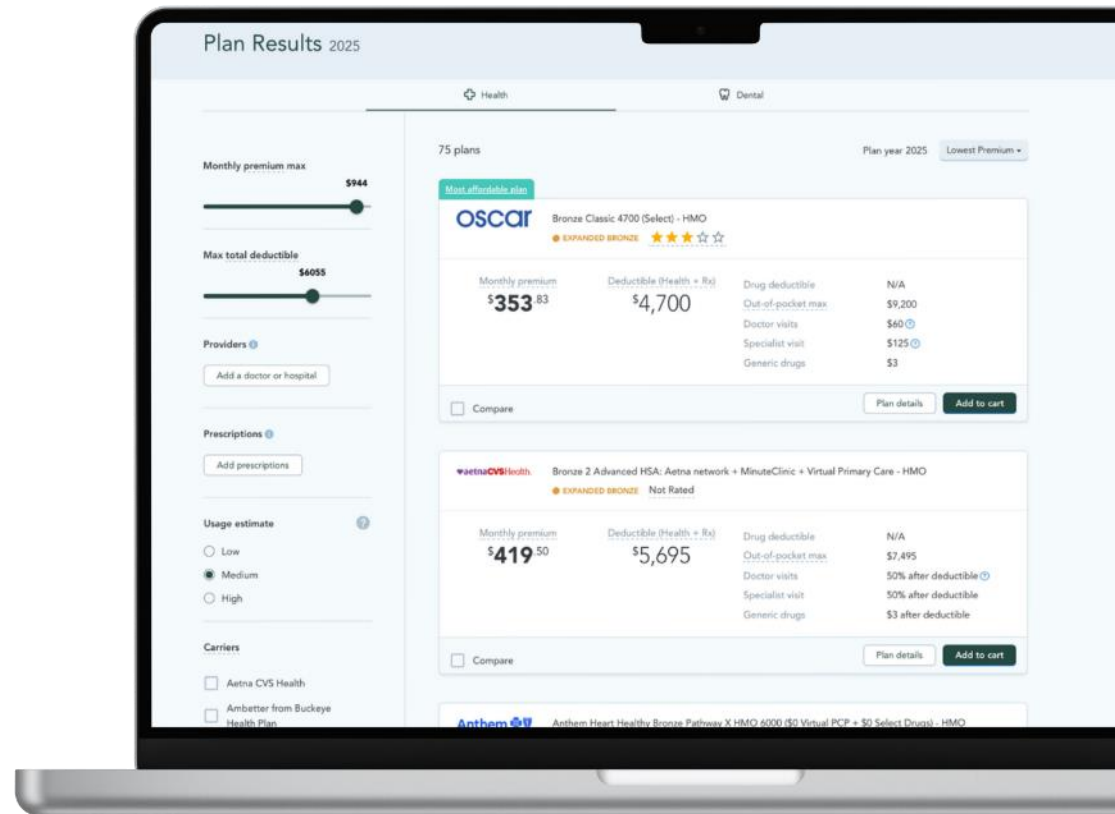 Plan Results 2025
Health
Dental
Monthly premium max
$944
Max total deductible
$6055
Providers
Add a doctor or hospital
Prescriptions
Add prescriptions
Usage estimate
?
Low
Medium
High
Carriers
Aetna CVS Health
Ambetter from Buckeye
Health Plan
75 plans
Plan year 2025
Lowest Premium
Most affordable plan
oscar
Bronze Classic 4700 (Select) - HMO
EXPANDED BRONZE
Monthly premium
$353.83
Deductible (Health + Rx)
$4,700
Drug deductible N/A
Out-of-pocket max $9,200
Doctor visits $60 ?
Specialist visit $125 ?
Generic drugs $3
Compare
Plan details
Add to cart
aetna CVSHealth.
Bronze 2 Advanced HSA: Aetna network + MinuteClinic + Virtual Primary Care - HMO
EXPANDED BRONZE Not Rated
Monthly premium
$419.50
Deductible (Health + Rx)
$5,695
Drug deductible N/A
Out-of-pocket max $7,495
Doctor visits 50% after deductible ?
Specialist visit 50% after deductible
Generic drugs $3 after deductible
Compare
Plan details
Add to cart
Anthem
Anthem Heart Healthy Bronze Pathway X HMO 6000 ($0 Virtual PCP + $0 Select Drugs) - HMO